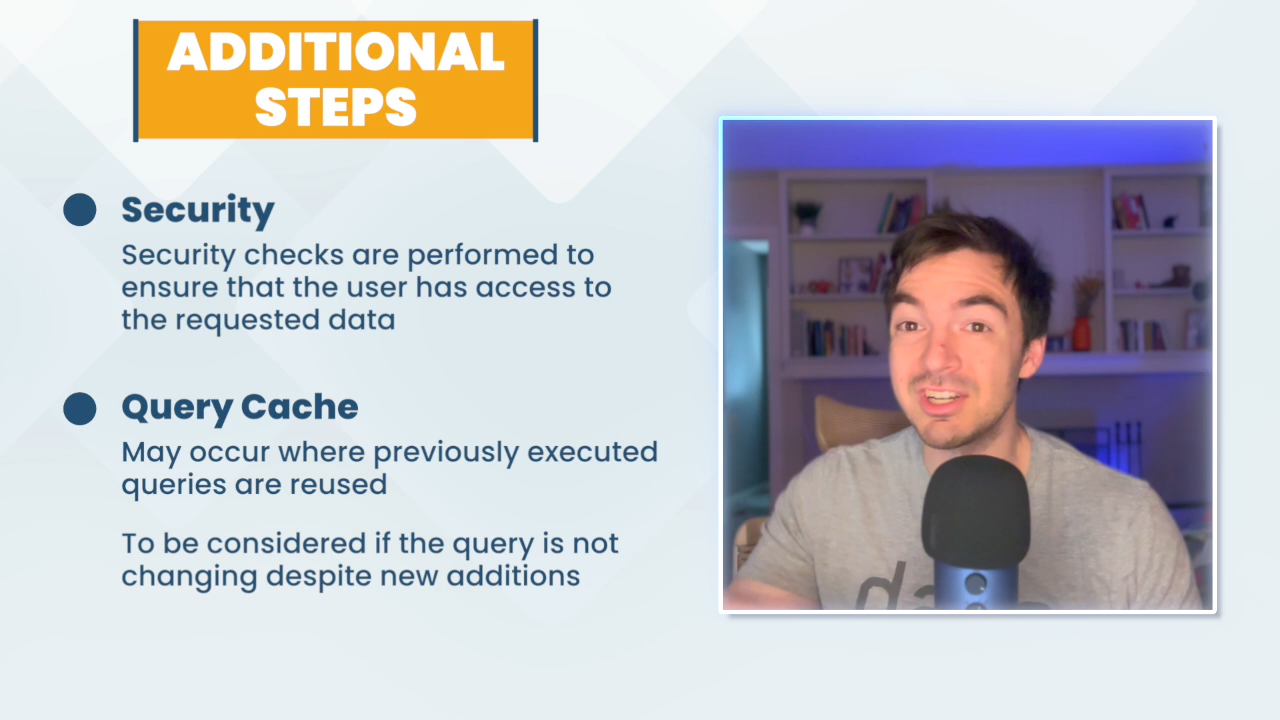 ADDITIONAL
STEPS
Security
Security checks are performed to
ensure that the user has access to
the requested data
Query Cache
May occur where previously executed
queries are reused
To be considered if the query is not
changing despite new additions